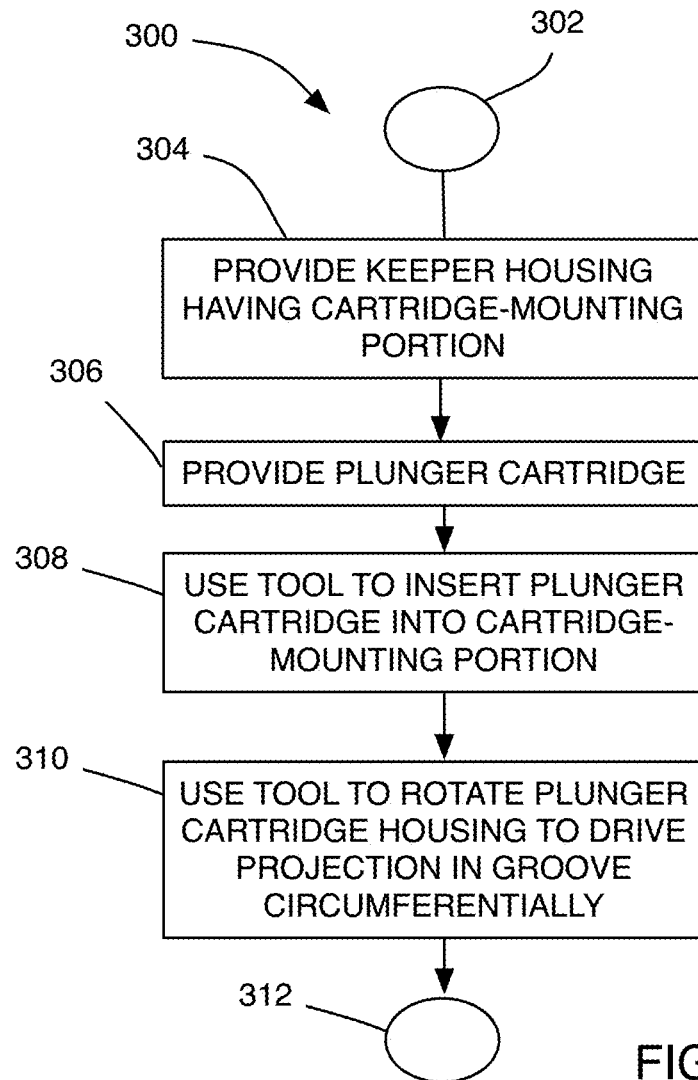 300
302
304
PROVIDE KEEPER HOUSING
HAVING CARTRIDGE-MOUNTING
PORTION
306
PROVIDE PLUNGER CARTRIDGE
308
USE TOOL TO INSERT PLUNGER
CARTRIDGE INTO CARTRIDGE-
MOUNTING PORTION
310
USE TOOL TO ROTATE PLUNGER
CARTRIDGE HOUSING TO DRIVE
PROJECTION IN GROOVE
CIRCUMFERENTIALLY
312
FIG